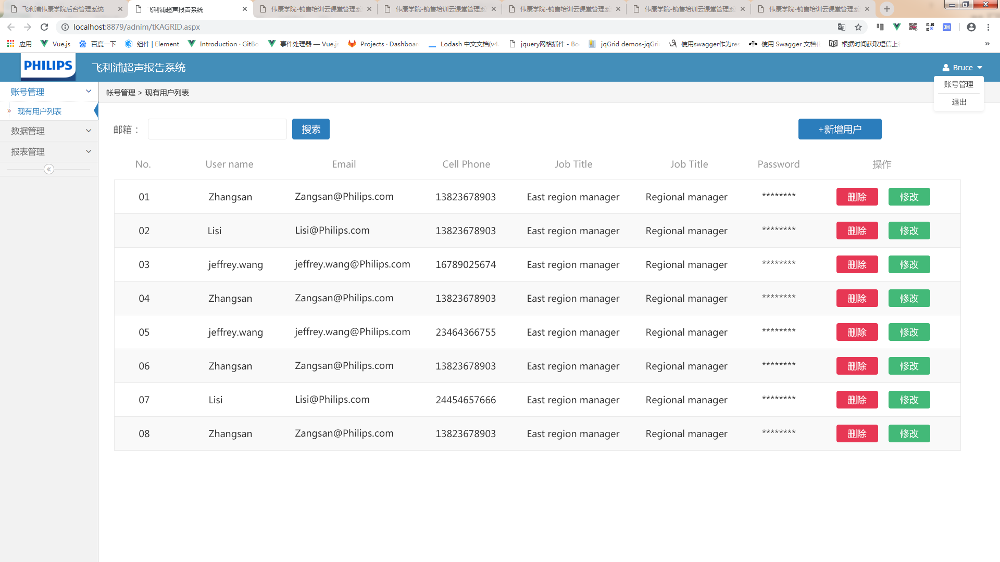 飞利浦伟康学院后台管理系统
飞利浦超声报告系统
伟康学院-销售培训云课堂管理系
伟康学院-销售培训云课堂管理系
伟康学院-销售培训云课堂管理系
伟康学院-销售培训云课堂管理系
伟康学院-销售培训云课堂管理系
localhost:8879/adnim/tKAGRID.aspx
JH
应用
Vue.js
百度一下
组件 | Element
Introduction · GitBo
事件处理器 — Vue.js
Projects · Dashboar
Lodash 中文文档(v4
jquery网格插件 - Bo
jqGrid demos-jqGri
使用swagger作为res
使用 Swagger 文档
根据时间获取短信上
»
PHILIPS
飞利浦超声报告系统
Bruce
账号管理
退出
账号管理
现有用户列表
数据管理
报表管理
帐号管理 > 现有用户列表
邮箱：
搜索
+新增用户
No. User name Email Cell Phone Job Title Job Title Password 操作
01 Zhangsan Zangsan@Philips.com 13823678903 East region manager Regional manager ******** 删除 修改
02 Lisi Lisi@Philips.com 13823678903 East region manager Regional manager ******** 删除 修改
03 jeffrey.wang jeffrey.wang@Philips.com 16789025674 East region manager Regional manager ******** 删除 修改
04 Zhangsan Zangsan@Philips.com 13823678903 East region manager Regional manager ******** 删除 修改
05 jeffrey.wang jeffrey.wang@Philips.com 23464366755 East region manager Regional manager ******** 删除 修改
06 Zhangsan Zangsan@Philips.com 13823678903 East region manager Regional manager ******** 删除 修改
07 Lisi Lisi@Philips.com 24454657666 East region manager Regional manager ******** 删除 修改
08 Zhangsan Zangsan@Philips.com 13823678903 East region manager Regional manager ******** 删除 修改